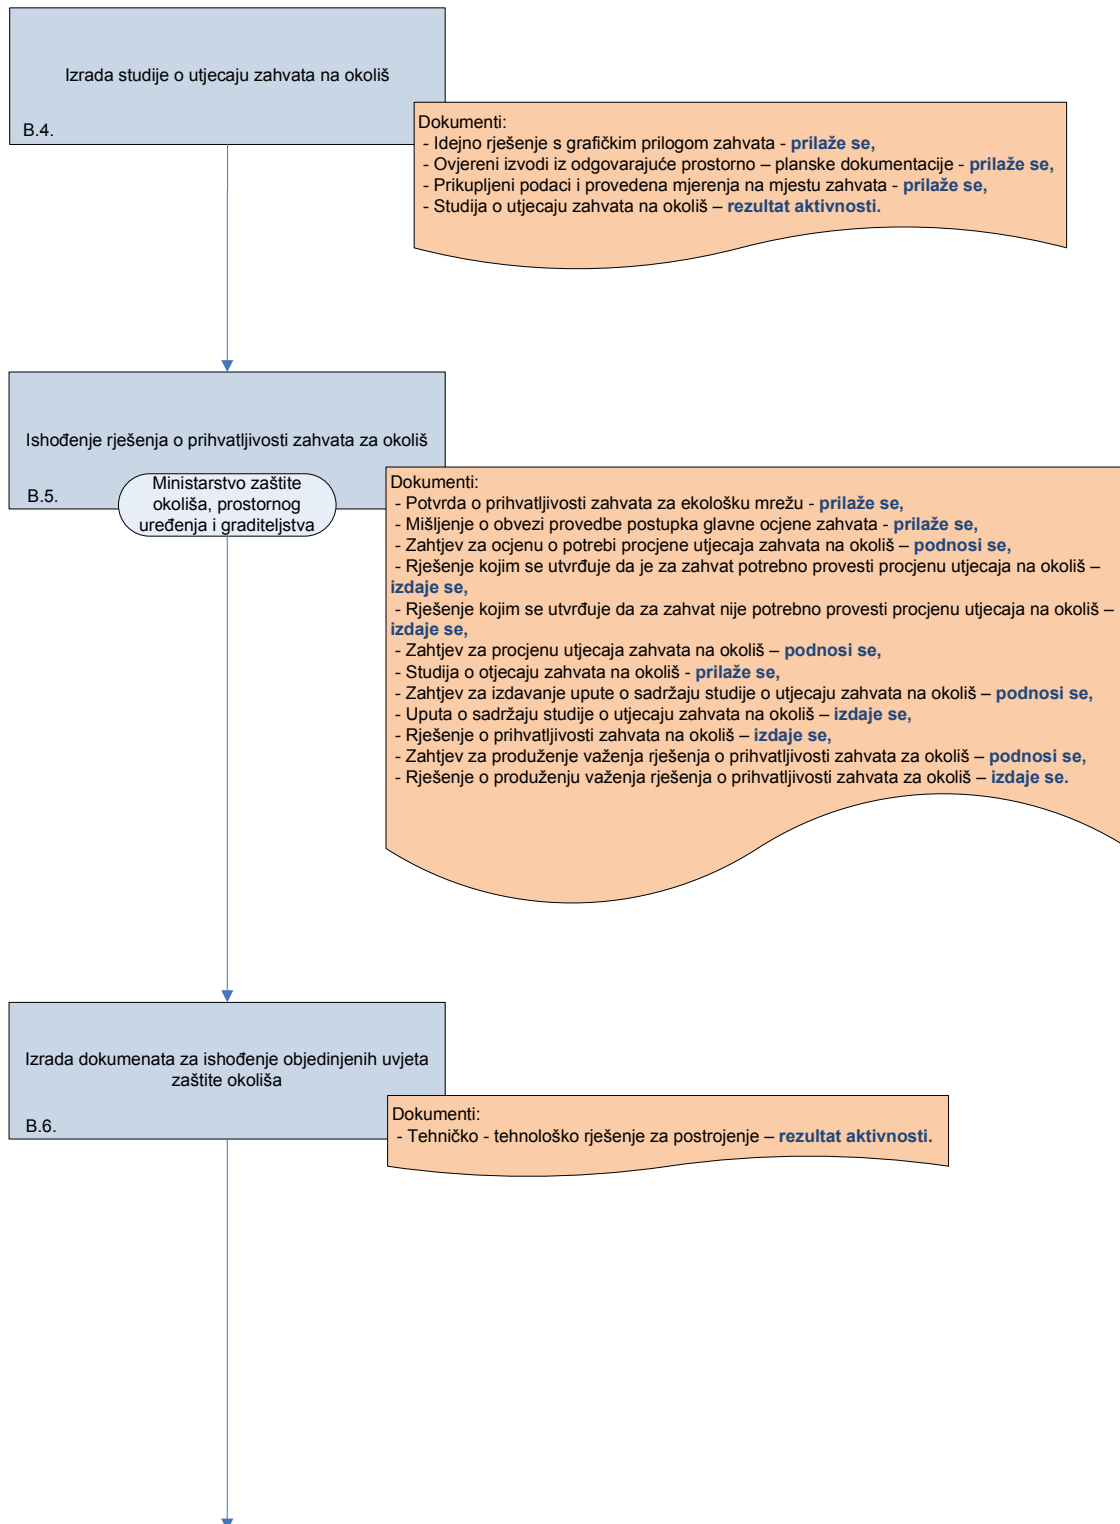 Izrada studije o utjecaju zahvata na okoliš
B.4.
Dokumenti:
- Idejno rješenje s grafičkim prilogom zahvata - prilaže se,
- Ovjereni izvodi iz odgovarajuće prostorno – planske dokumentacije - prilaže se,
- Prikupljeni podaci i provedena mjerenja na mjestu zahvata - prilaže se,
- Studija o utjecaju zahvata na okoliš – rezultat aktivnosti.
Ishođenje rješenja o prihvatljivosti zahvata za okoliš
B.5.
Ministarstvo zaštite
okoliša, prostornog
uređenja i graditeljstva
Dokumenti:
- Potvrda o prihvatljivosti zahvata za ekološku mrežu - prilaže se,
- Mišljenje o obvezi provedbe postupka glavne ocjene zahvata - prilaže se,
- Zahtjev za ocjenu o potrebi procjene utjecaja zahvata na okoliš – podnosi se,
- Rješenje kojim se utvrđuje da je za zahvat potrebno provesti procjenu utjecaja na okoliš –
izdaje se,
- Rješenje kojim se utvrđuje da za zahvat nije potrebno provesti procjenu utjecaja na okoliš –
izdaje se,
- Zahtjev za procjenu utjecaja zahvata na okoliš – podnosi se,
- Studija o otjecaju zahvata na okoliš - prilaže se,
- Zahtjev za izdavanje upute o sadržaju studije o utjecaju zahvata na okoliš – podnosi se,
- Uputa o sadržaju studije o utjecaju zahvata na okoliš – izdaje se,
- Rješenje o prihvatljivosti zahvata na okoliš – izdaje se,
- Zahtjev za produženje važenja rješenja o prihvatljivosti zahvata za okoliš – podnosi se,
- Rješenje o produženju važenja rješenja o prihvatljivosti zahvata za okoliš – izdaje se.
Izrada dokumenata za ishođenje objedinjenih uvjeta
zaštite okoliša
B.6.
Dokumenti:
- Tehničko - tehnološko rješenje za postrojenje – rezultat aktivnosti.